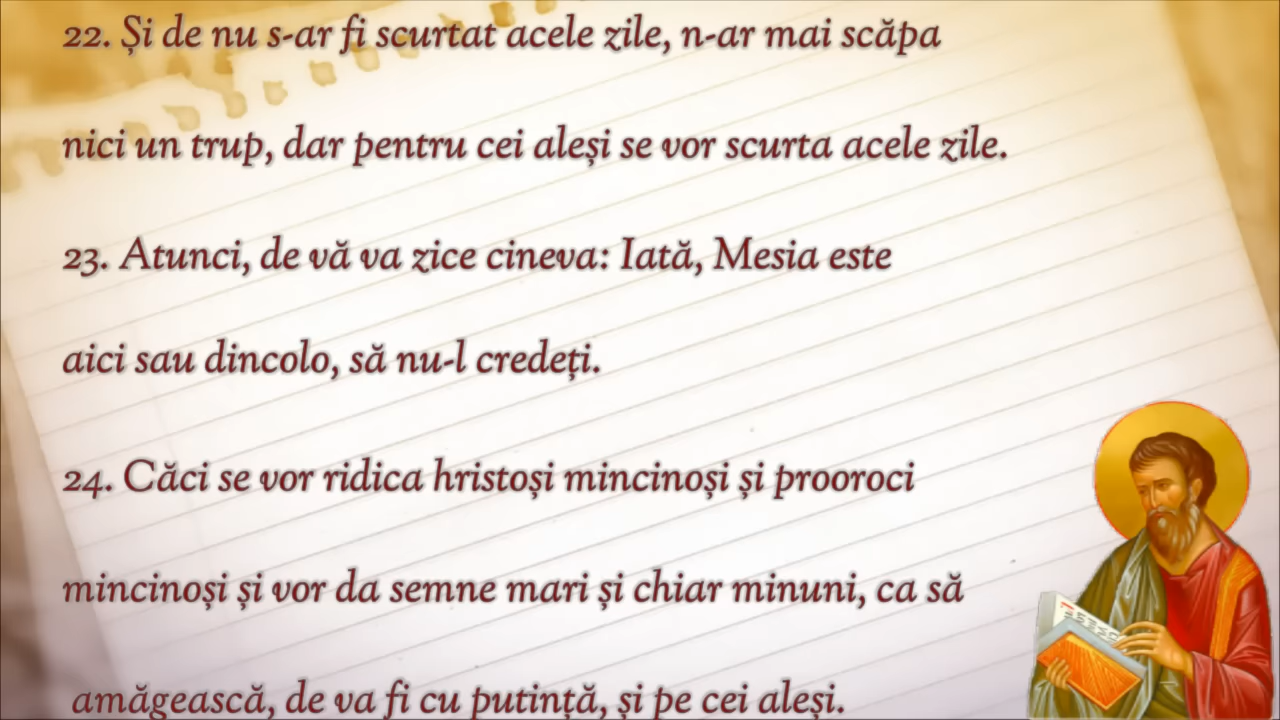 22. Și de nu s-ar fi scurtat acele zile, n-ar mai scăpa
nici un trup, dar pentru cei aleși se vor scurta acele zile.
23. Atunci, de vă va zice cineva: Iată, Mesia este
aici sau dincolo, să nu-l credeți.
24. Căci se vor ridica hristoși mincinoși și prooroci
mincinoși și vor da semne mari și chiar minuni, ca să
amăgească, de va fi cu putință, și pe cei aleși.